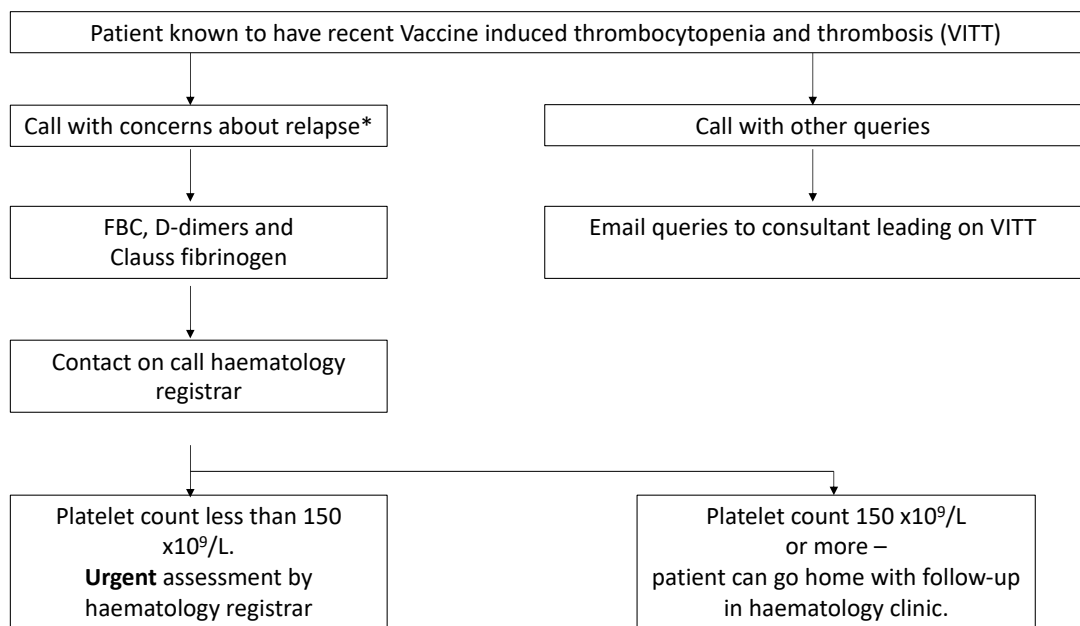 Patient known to have recent Vaccine induced thrombocytopenia and thrombosis (VITT)
Call with concerns about relapse*
Call with other queries
FBC, D-dimers and
Clauss fibrinogen
Email queries to consultant leading on VITT
Contact on call haematology
registrar
Platelet count less than 150
x10⁹/L.
Urgent assessment by
haematology registrar
Platelet count 150 x10⁹/L
or more –
patient can go home with follow-up
in haematology clinic.